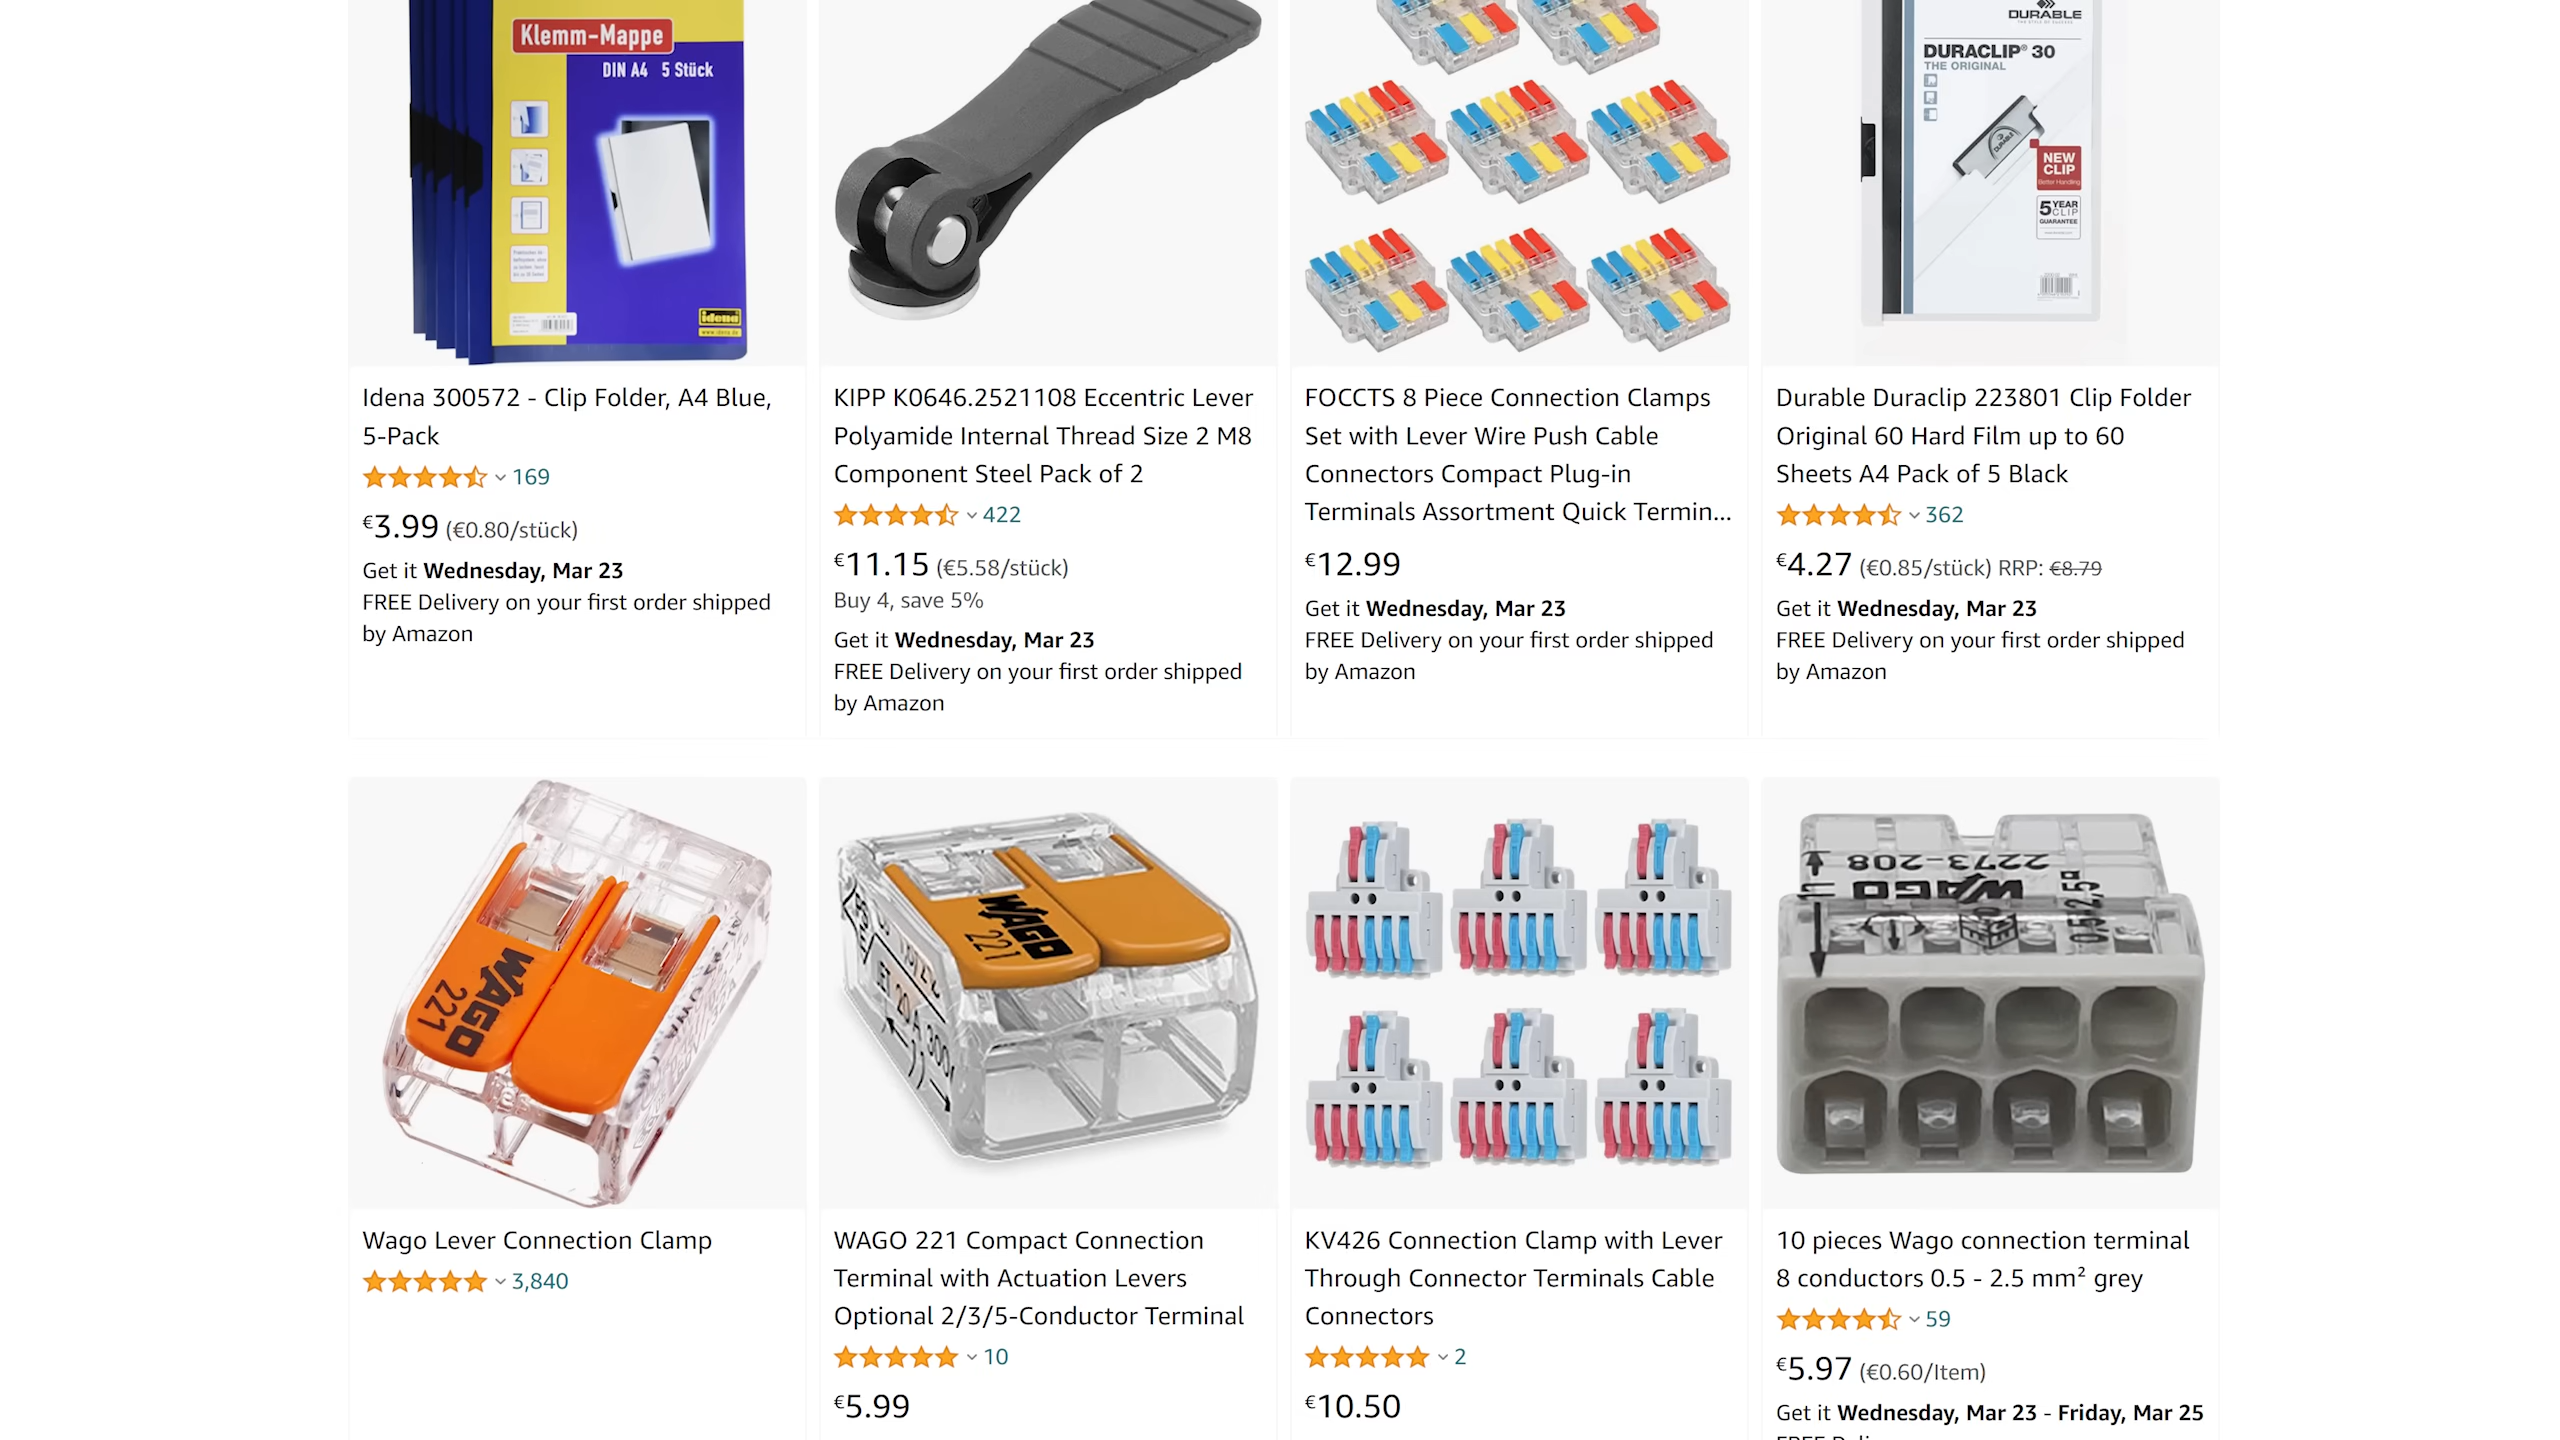 Klemm-Mappe
DIN A4 5 Stück
idena
www.idena.de
DURABLE
DURACLIP® 30
THE ORIGINAL
DURABLE
NEW
CLIP
Better Handling
5 YEAR
CLIP
GUARANTEE
Idena 300572 - Clip Folder, A4 Blue,
5-Pack
169
€3.99 (€0.80/stück)
Get it Wednesday, Mar 23
FREE Delivery on your first order shipped
by Amazon
KIPP K0646.2521108 Eccentric Lever
Polyamide Internal Thread Size 2 M8
Component Steel Pack of 2
422
€11.15 (€5.58/stück)
Buy 4, save 5%
Get it Wednesday, Mar 23
FREE Delivery on your first order shipped
by Amazon
FOCCTS 8 Piece Connection Clamps
Set with Lever Wire Push Cable
Connectors Compact Plug-in
Terminals Assortment Quick Termin...
€12.99
Get it Wednesday, Mar 23
FREE Delivery on your first order shipped
by Amazon
Durable Duraclip 223801 Clip Folder
Original 60 Hard Film up to 60
Sheets A4 Pack of 5 Black
362
€4.27 (€0.85/stück) RRP: €8.79
Get it Wednesday, Mar 23
FREE Delivery on your first order shipped
by Amazon
WAGO
221
WAGO
221
2273-208
WAGO
Wago Lever Connection Clamp
3,840
WAGO 221 Compact Connection
Terminal with Actuation Levers
Optional 2/3/5-Conductor Terminal
10
€5.99
KV426 Connection Clamp with Lever
Through Connector Terminals Cable
Connectors
2
€10.50
10 pieces Wago connection terminal
8 conductors 0.5 - 2.5 mm² grey
59
€5.97 (€0.60/Item)
Get it Wednesday, Mar 23 - Friday, Mar 25